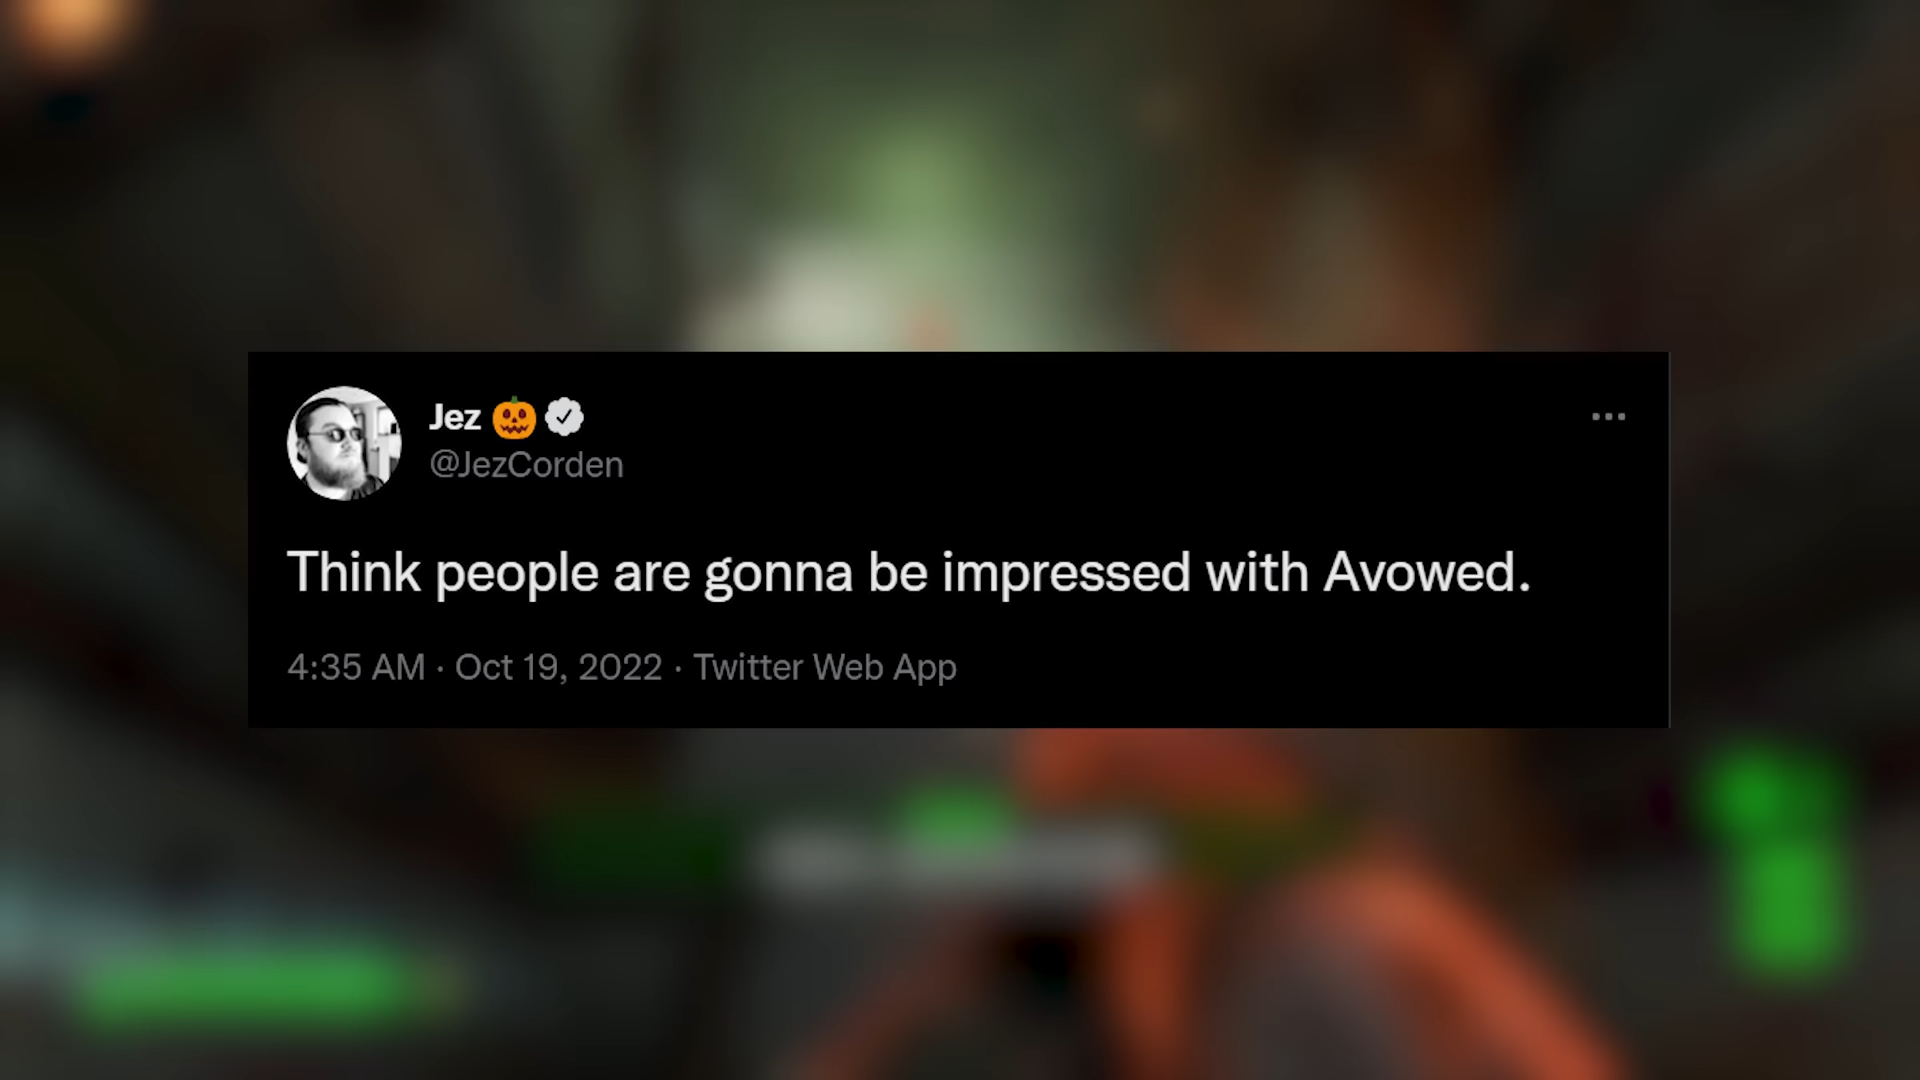 Jez 🎃
@JezCorden
Think people are gonna be impressed with Avowed.
4:35 AM · Oct 19, 2022 · Twitter Web App